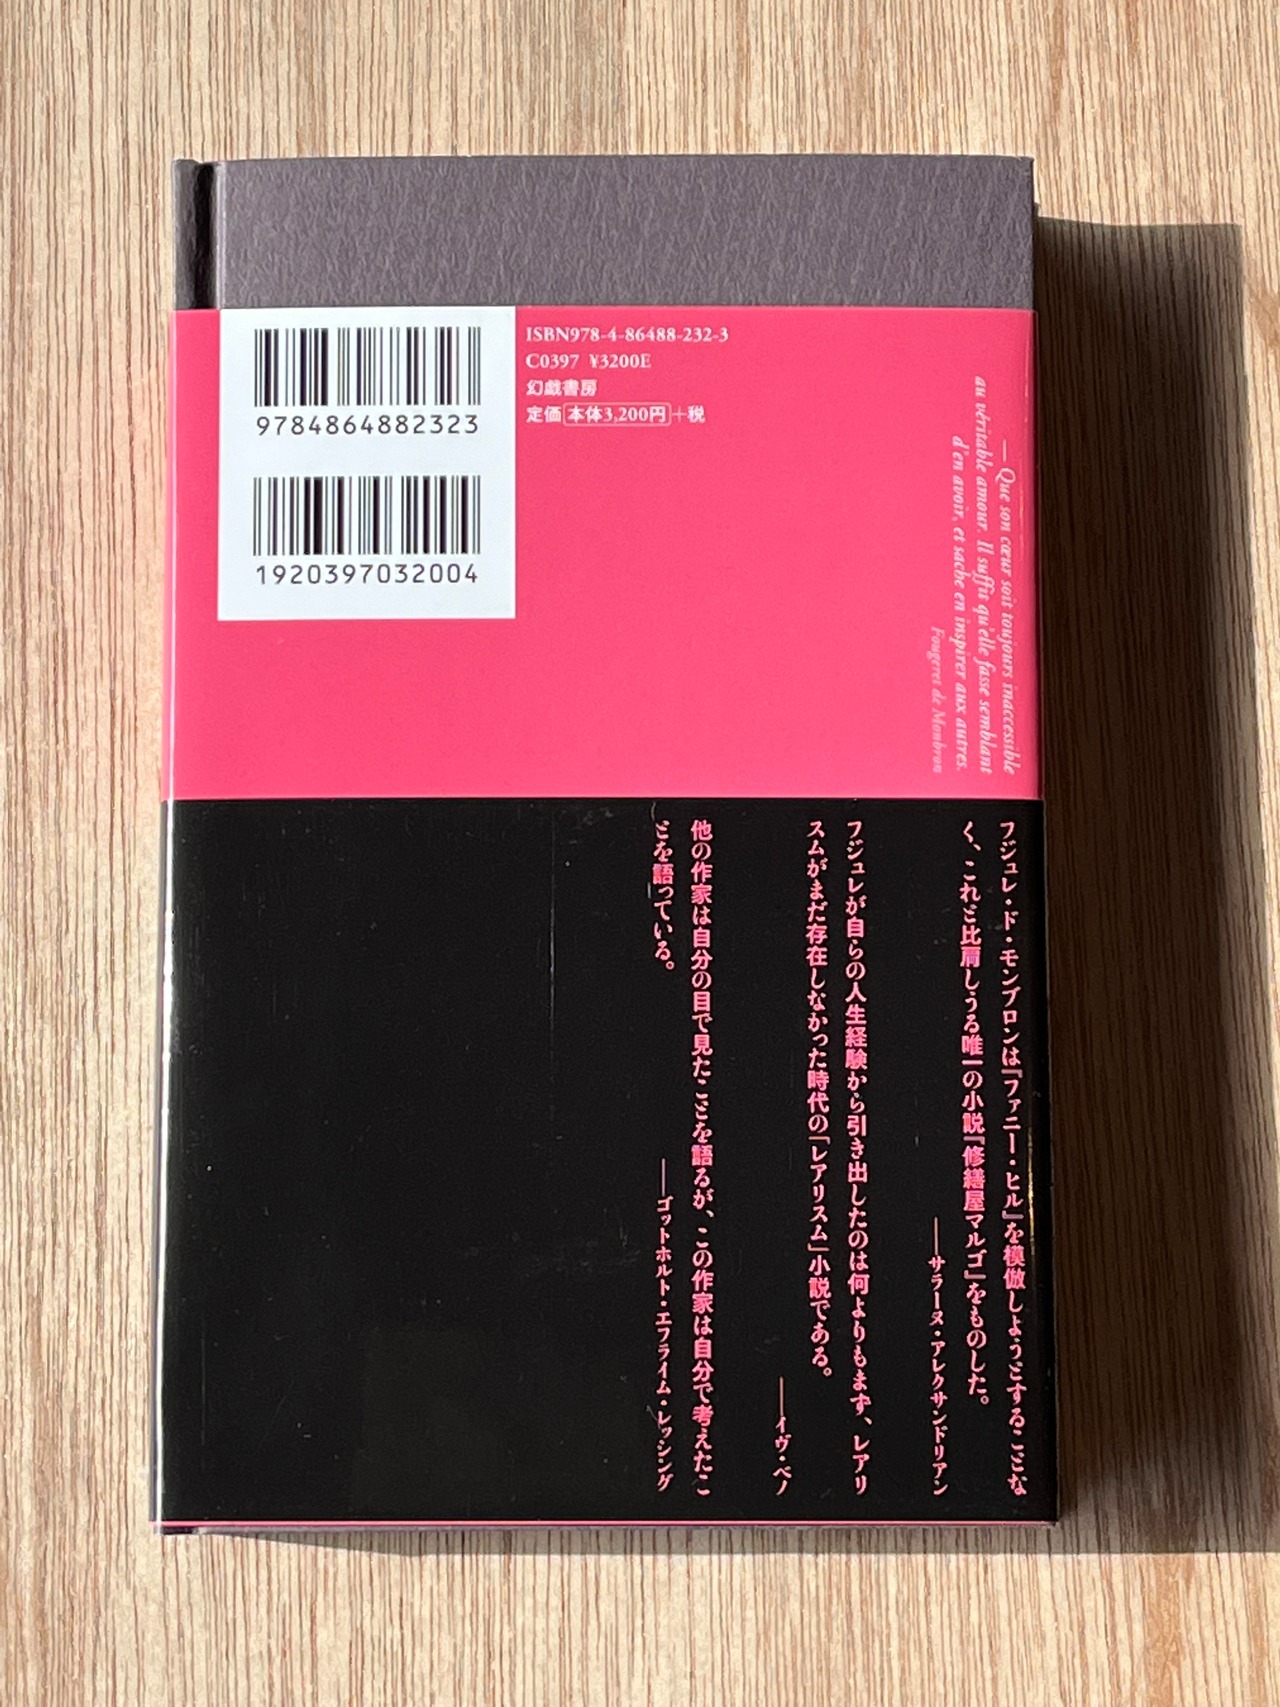 9784864882323
1920397032004
ISBN978-4-86488-232-3
C0397 ¥3200E
幻戯書房
定価 本体3,200円+税
— Que son cœur soit toujours inaccessible
au véritable amour. Il suffit qu'elle fasse semblant
d'en avoir, et sache en inspirer aux autres.
Fougeret de Monbron
フジュレ・ド・モンブロンは『ファニー・ヒル』を模倣しようとすることな
く、これと比肩しうる唯一の小説『修繕屋マルゴ』をものした。
——サラーヌ・アレクサンドリアン
フジュレが自らの人生経験から引き出したのは何よりもまず、レアリ
スムがまだ存在しなかった時代の「レアリスム」小説である。
——イヴ・ベノ
他の作家は自分の目で見たことを語るが、この作家は自分で考えたこ
とを語っている。
——ゴットホルト・エフライム・レッシング